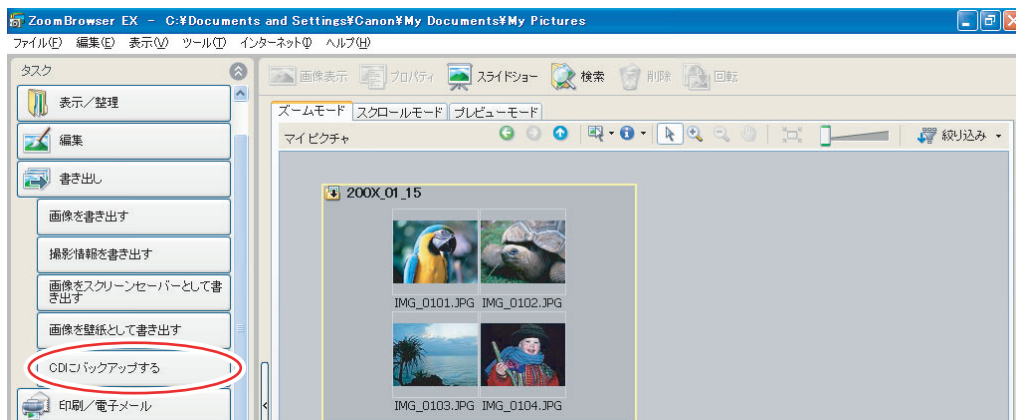 ZoomBrowser EX - C:¥Documents and Settings¥Canon¥My Documents¥My Pictures
ファイル(F) 編集(E) 表示(V) ツール(T) インターネット(I) ヘルプ(H)
タスク
画像表示 プロパティ スライドショー 検索 削除 回転
表示／整理
ズームモード スクロールモード プレビューモード
編集
マイ ピクチャ
絞り込み
書き出し
200X_01_15
画像を書き出す
撮影情報を書き出す
画像をスクリーンセーバーとして書
き出す
IMG_0101.JPG IMG_0102.JPG
画像を壁紙として書き出す
CDにバックアップする
印刷／電子メール
IMG_0103.JPG IMG_0104.JPG